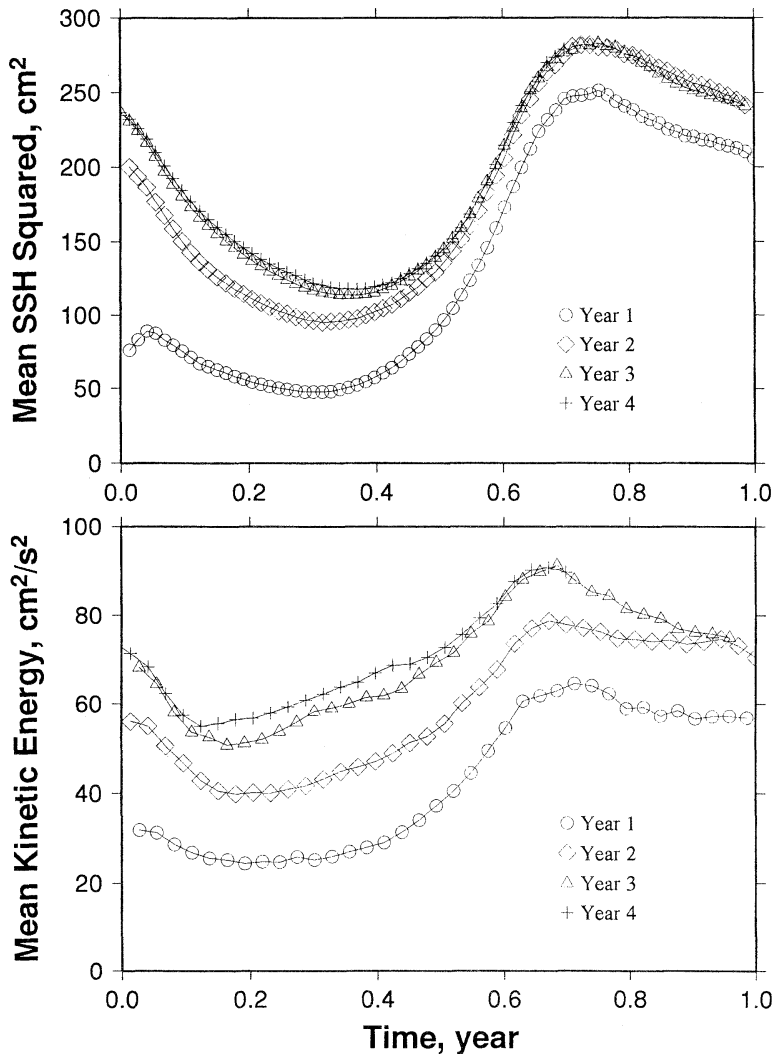 300
250
200
150
100
50
0
Mean SSH Squared, cm²
Year 1
Year 2
Year 3
Year 4
0.0 0.2 0.4 0.6 0.8 1.0
100
80
60
40
20
0
Mean Kinetic Energy, cm²/s²
Year 1
Year 2
Year 3
Year 4
0.0 0.2 0.4 0.6 0.8 1.0
Time, year